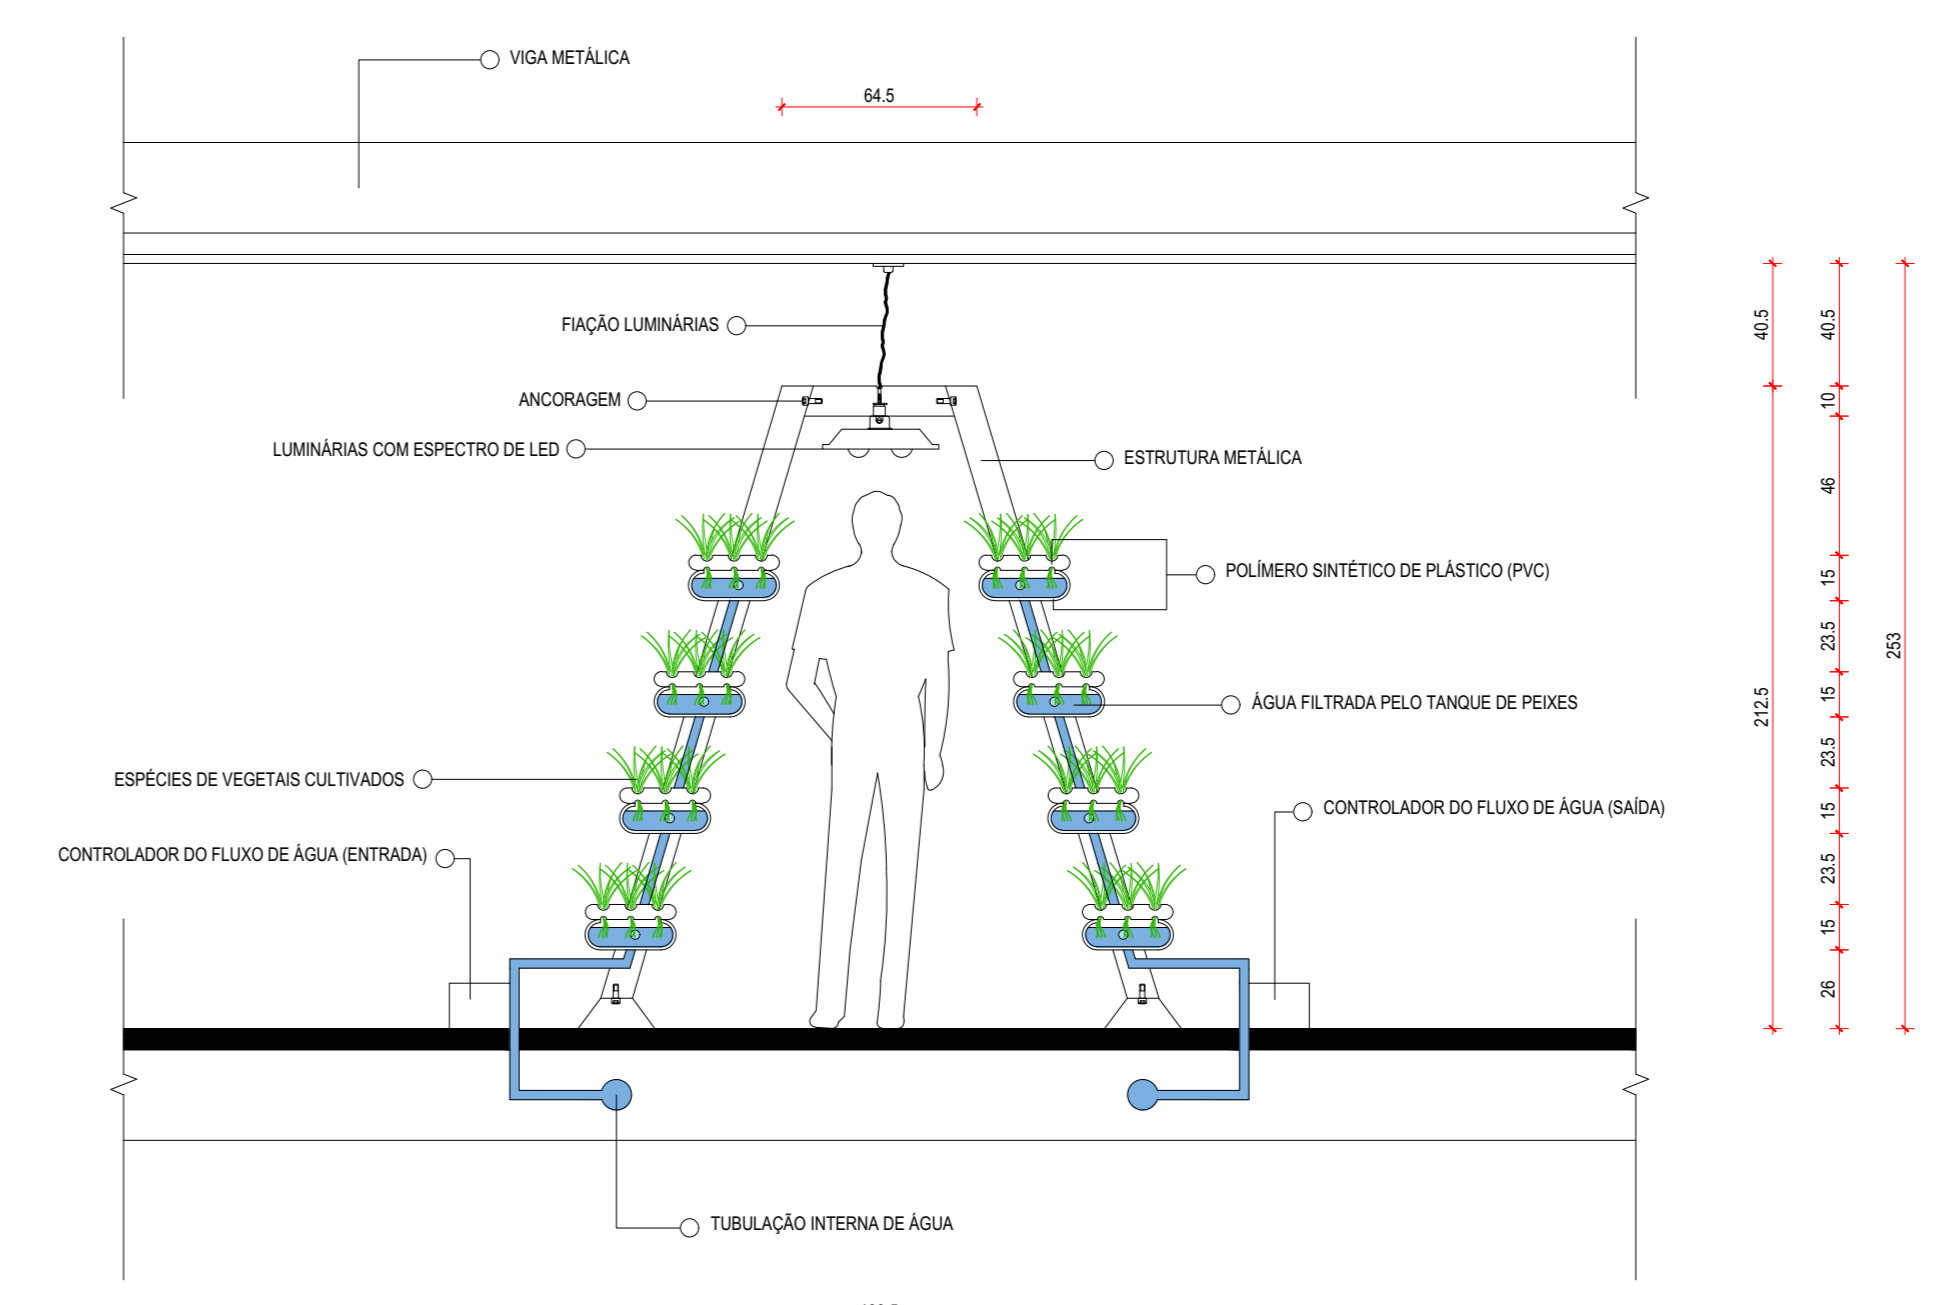 VIGA METÁLICA
64.5
FIAÇÃO LUMINÁRIAS
ANCORAGEM
LUMINÁRIAS COM ESPECTRO DE LED
ESTRUTURA METÁLICA
POLÍMERO SINTÉTICO DE PLÁSTICO (PVC)
ÁGUA FILTRADA PELO TANQUE DE PEIXES
ESPÉCIES DE VEGETAIS CULTIVADOS
CONTROLADOR DO FLUXO DE ÁGUA (SAÍDA)
CONTROLADOR DO FLUXO DE ÁGUA (ENTRADA)
TUBULAÇÃO INTERNA DE ÁGUA
40.5
212.5
40.5
10
46
15
23.5
15
23.5
15
23.5
15
26
253